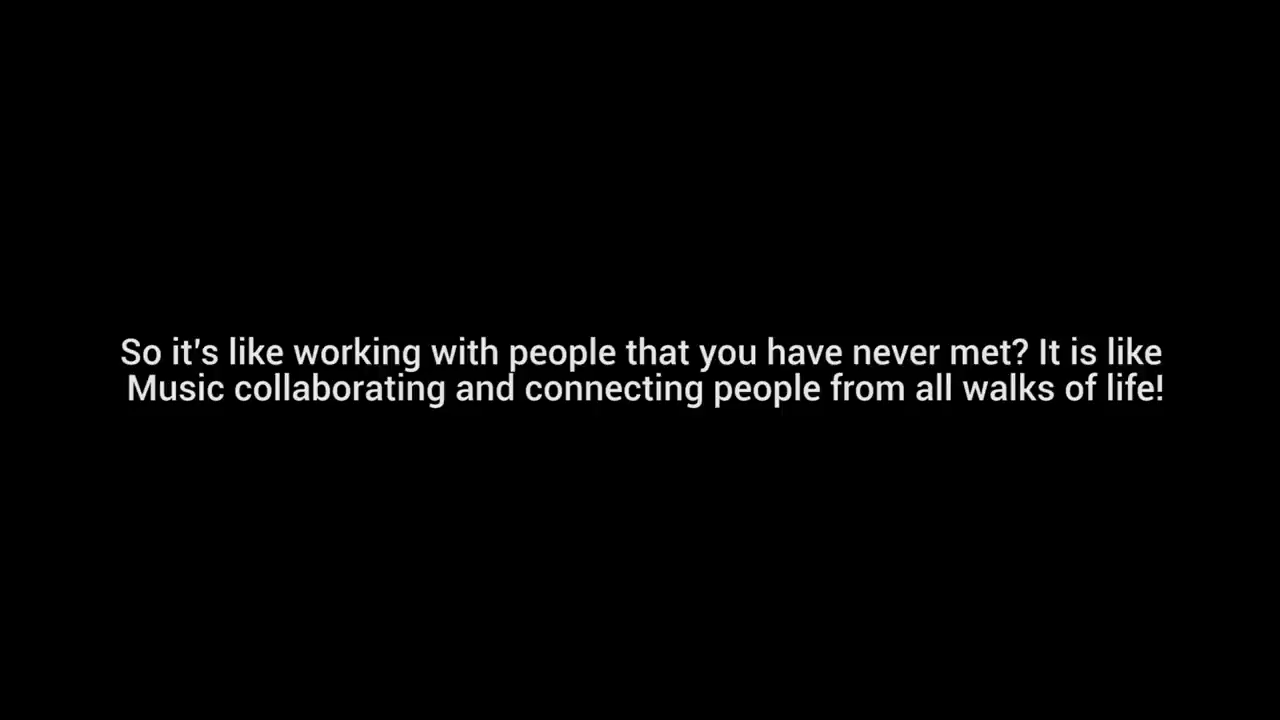 So it's like working with people that you have never met? It is like
Music collaborating and connecting people from all walks of life!